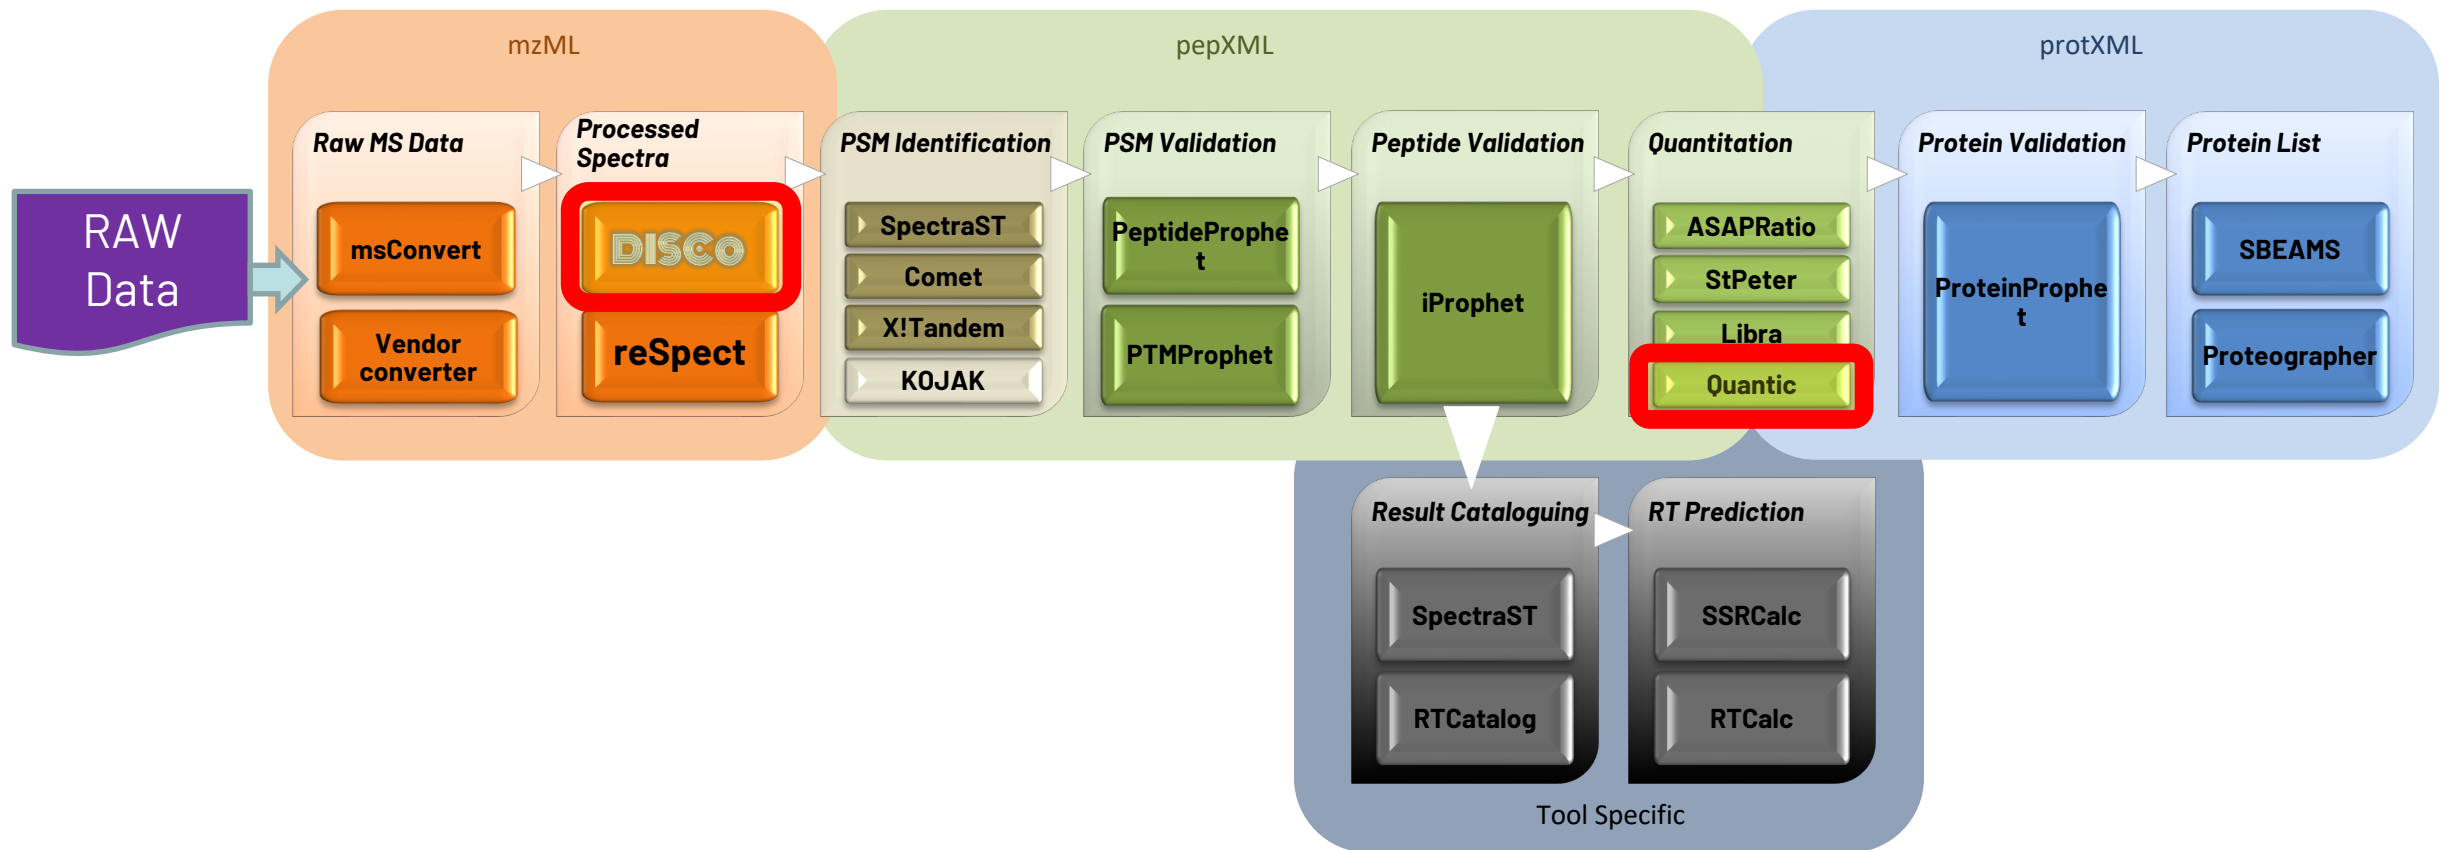 mzML
pepXML
protXML
RAW
Data
Raw MS Data
msConvert
Vendor
converter
Processed
Spectra
DISCO
reSpect
PSM Identification
SpectraST
Comet
X!Tandem
KOJAK
PSM Validation
PeptideProphe
t
PTMProphet
Peptide Validation
iProphet
Quantitation
ASAPRatio
StPeter
Libra
Quantic
Protein Validation
ProteinProphe
t
Protein List
SBEAMS
Proteographer
Result Cataloguing
SpectraST
RTCatalog
RT Prediction
SSRCalc
RTCalc
Tool Specific